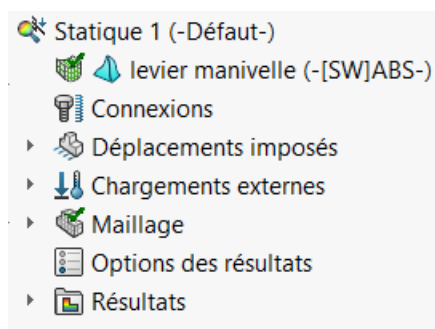 Statique 1 (-Défaut-)
levier manivelle (-[SW]ABS-)
Connexions
Déplacements imposés
Chargements externes
Maillage
Options des résultats
Résultats